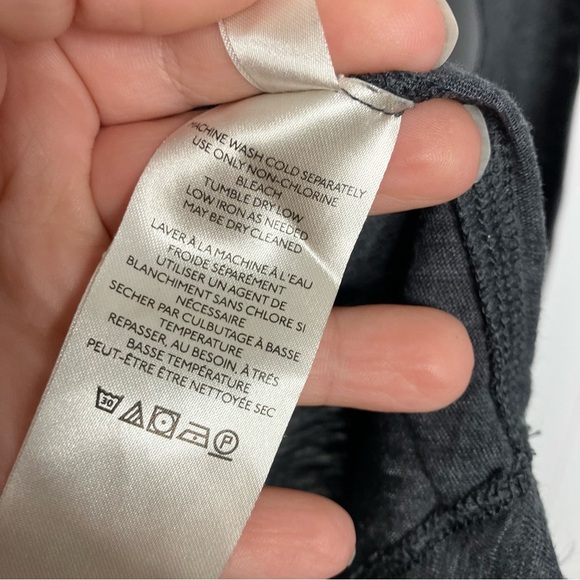 MACHINE WASH COLD SEPARATELY
USE ONLY NON-CHLORINE
BLEACH
TUMBLE DRY LOW
LOW IRON AS NEEDED
MAY BE DRY CLEANED
LAVER À LA MACHINE À L'EAU
FROIDE SÉPARÉMENT
UTILISER UN AGENT DE
BLANCHIMENT SANS CHLORE SI
NÉCESSAIRE
SECHER PAR CULBUTAGE À BASSE
TEMPERATURE
REPASSER, AU BESOIN, À TRÉS
BASSE TEMPÉRATURE
PEUT-ÊTRE ÊTRE NETTOYÉE SEC
30 P